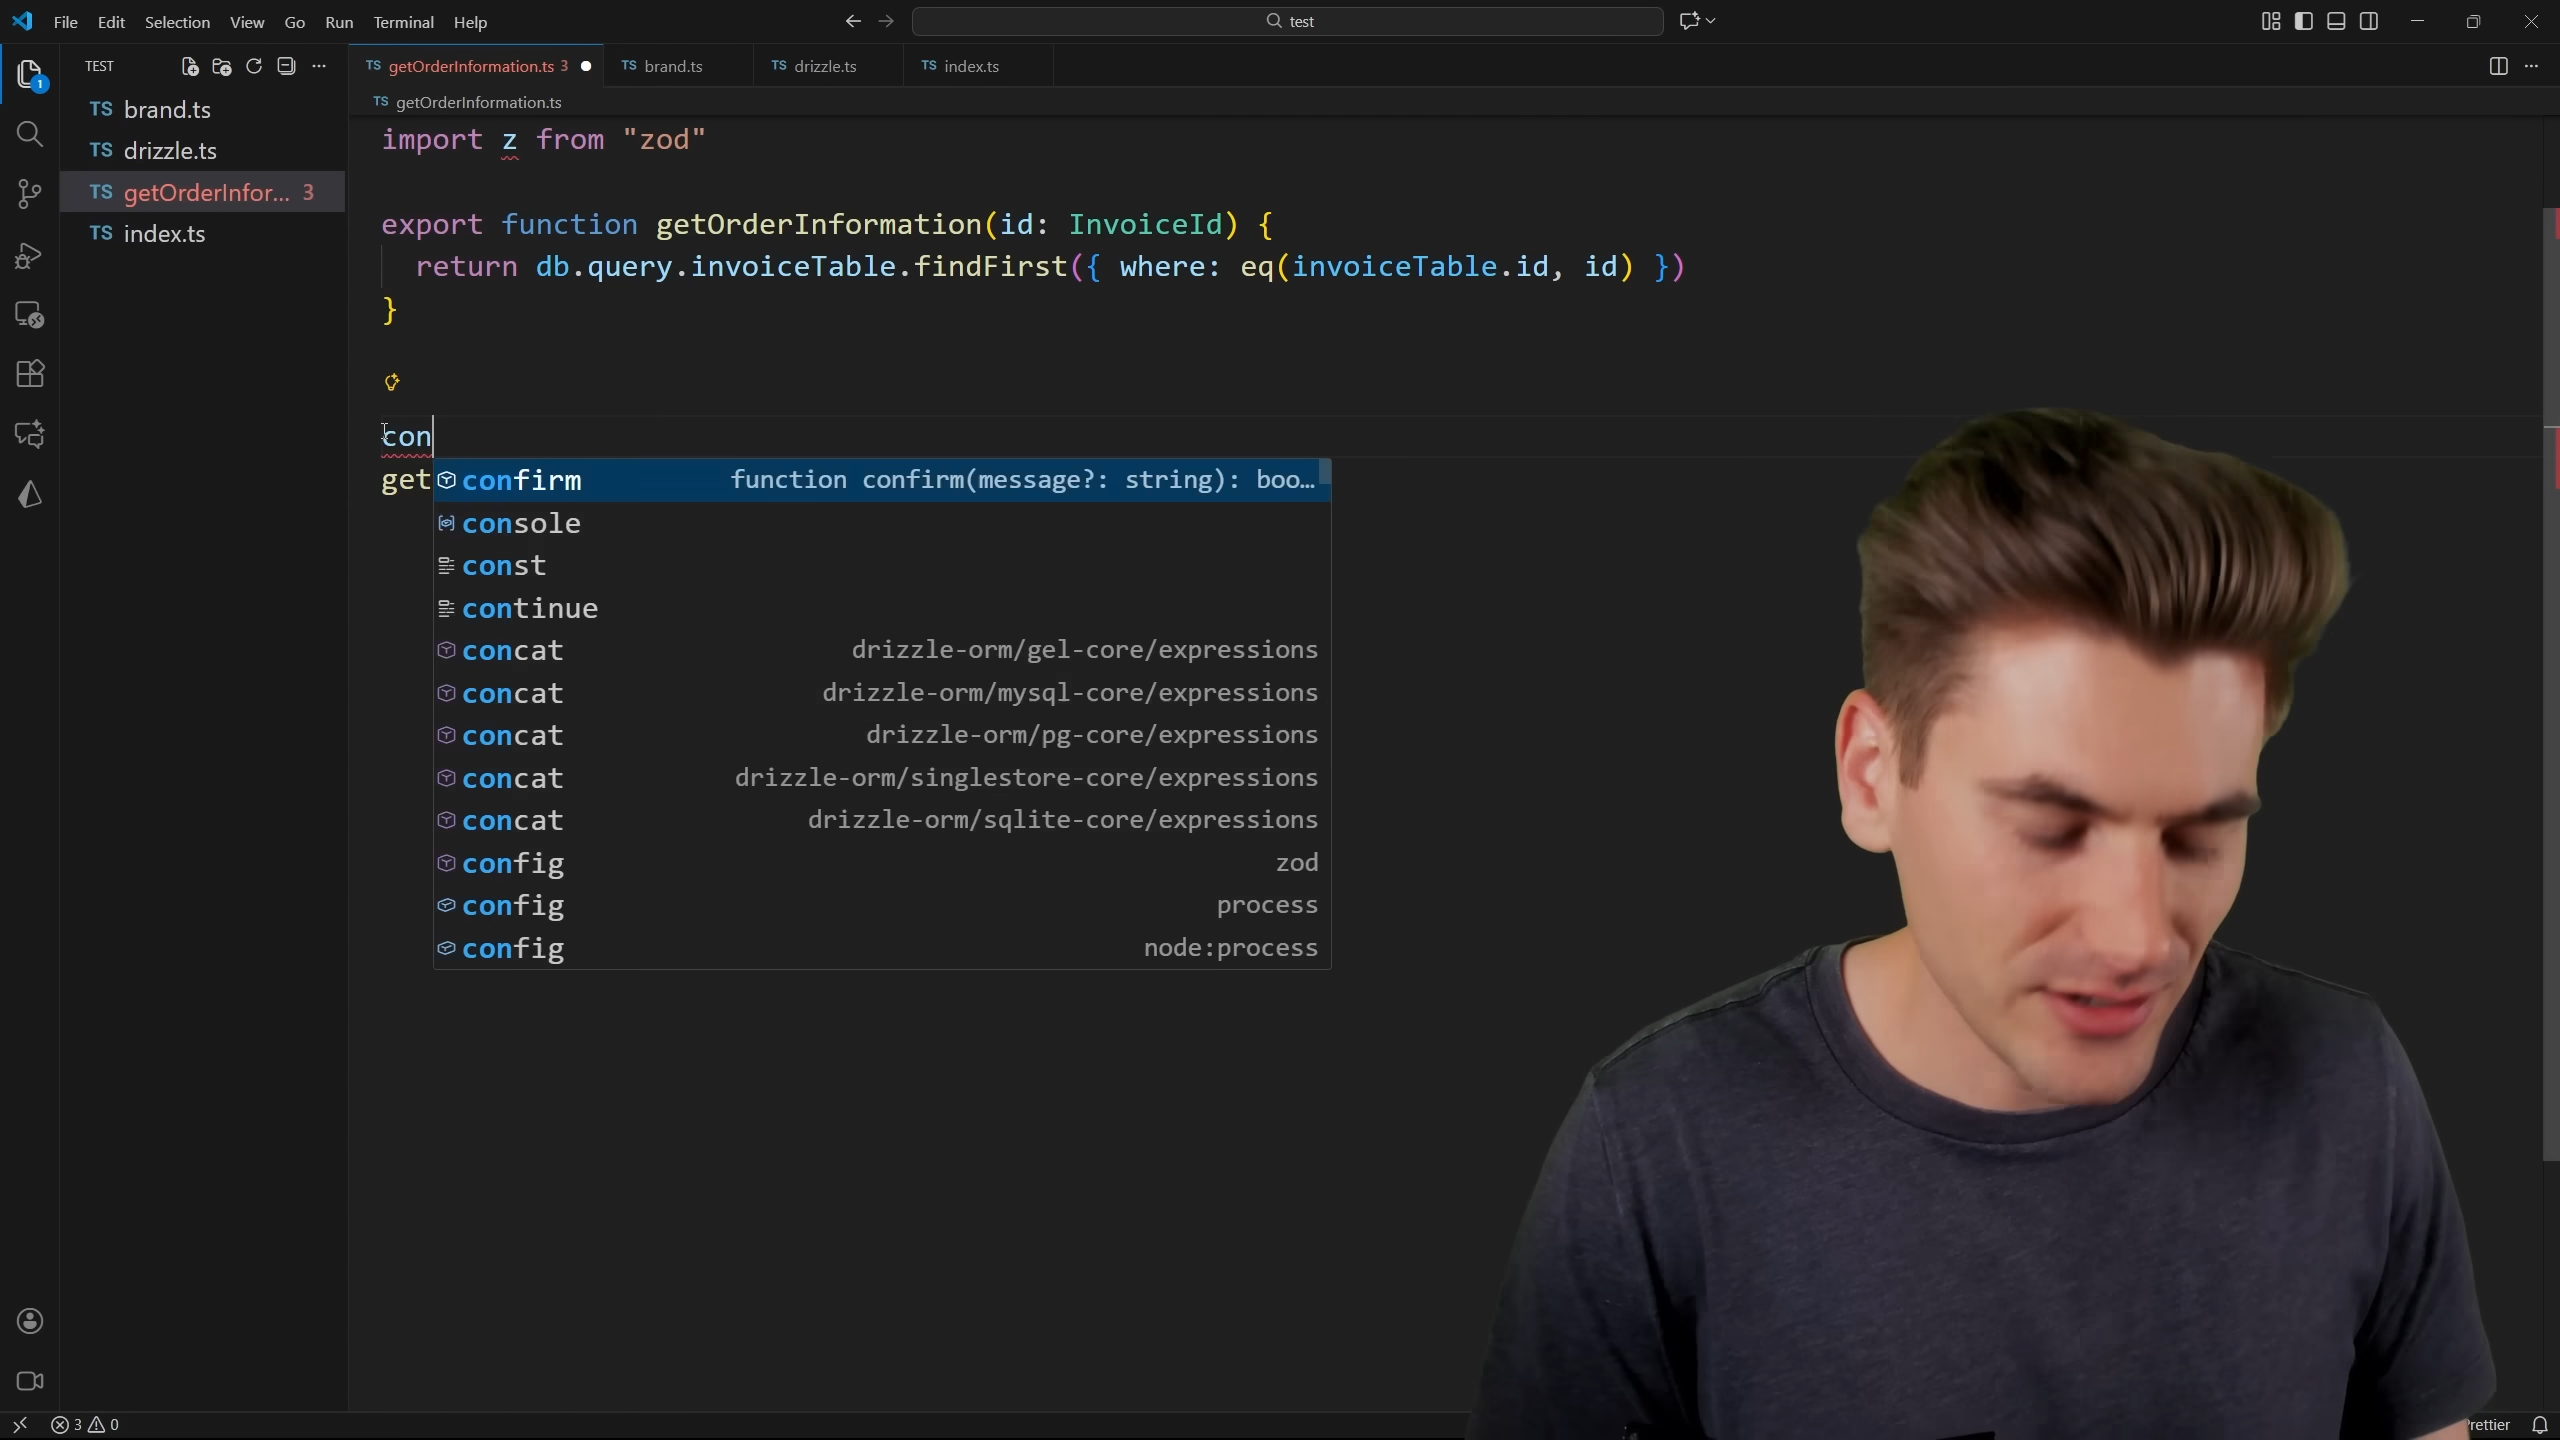 File Edit Selection View Go Run Terminal Help
test
TEST
TS getOrderInformation.ts 3
TS brand.ts
TS drizzle.ts
TS index.ts
TS brand.ts
TS drizzle.ts
TS getOrderInfor... 3
TS index.ts
1
TS getOrderInformation.ts
import z from "zod"
export function getOrderInformation(id: InvoiceId) {
return db.query.invoiceTable.findFirst({ where: eq(invoiceTable.id, id) })
}
con
get
confirm function confirm(message?: string): boo...
console
const
continue
concat drizzle-orm/gel-core/expressions
concat drizzle-orm/mysql-core/expressions
concat drizzle-orm/pg-core/expressions
concat drizzle-orm/singlestore-core/expressions
concat drizzle-orm/sqlite-core/expressions
config zod
config process
config node:process
3 0